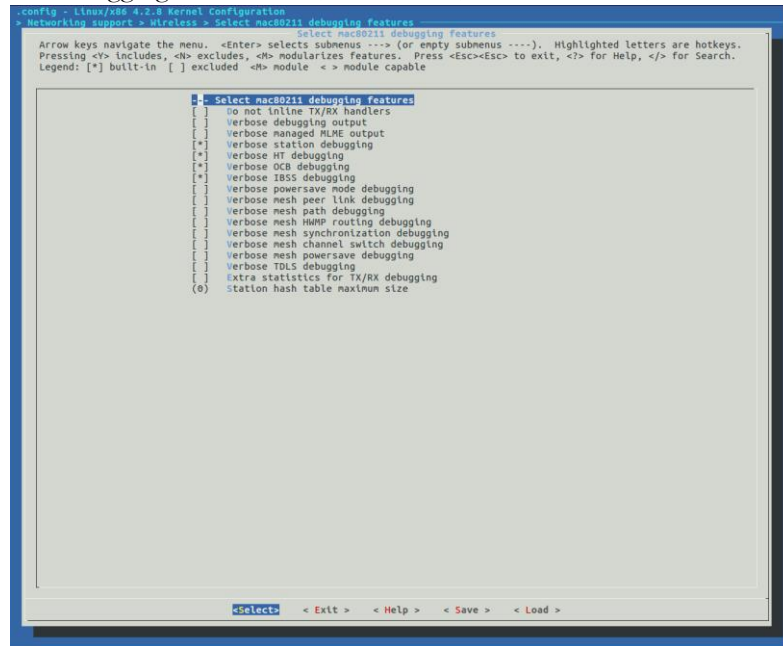 .config - Linux/x86 4.2.8 Kernel Configuration
> Networking support > Wireless > Select mac80211 debugging features
Select mac80211 debugging features
Arrow keys navigate the menu. <Enter> selects submenus ---> (or empty submenus ----). Highlighted letters are hotkeys.
Pressing <Y> includes, <N> excludes, <M> modularizes features. Press <Esc><Esc> to exit, <?> for Help, </> for Search.
Legend: [*] built-in [ ] excluded <M> module < > module capable
--- Select mac80211 debugging features
[ ] Do not inline TX/RX handlers
[ ] Verbose debugging output
[ ] Verbose managed MLME output
[*] Verbose station debugging
[*] Verbose HT debugging
[*] Verbose OCB debugging
[*] Verbose IBSS debugging
[ ] Verbose powersave mode debugging
[ ] Verbose mesh peer link debugging
[ ] Verbose mesh path debugging
[ ] Verbose mesh HWMP routing debugging
[ ] Verbose mesh synchronization debugging
[ ] Verbose mesh channel switch debugging
[ ] Verbose mesh powersave debugging
[ ] Verbose TDLS debugging
[ ] Extra statistics for TX/RX debugging
(0) Station hash table maximum size
<Select> < Exit > < Help > < Save > < Load >